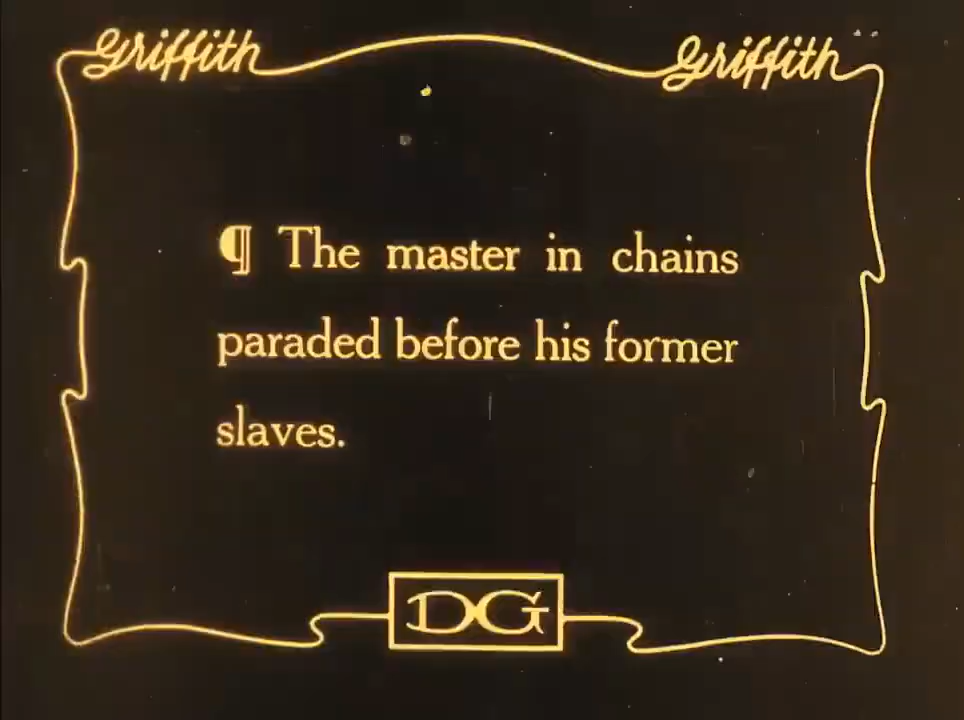 Griffith Griffith
¶ The master in chains
paraded before his former
slaves.
DG